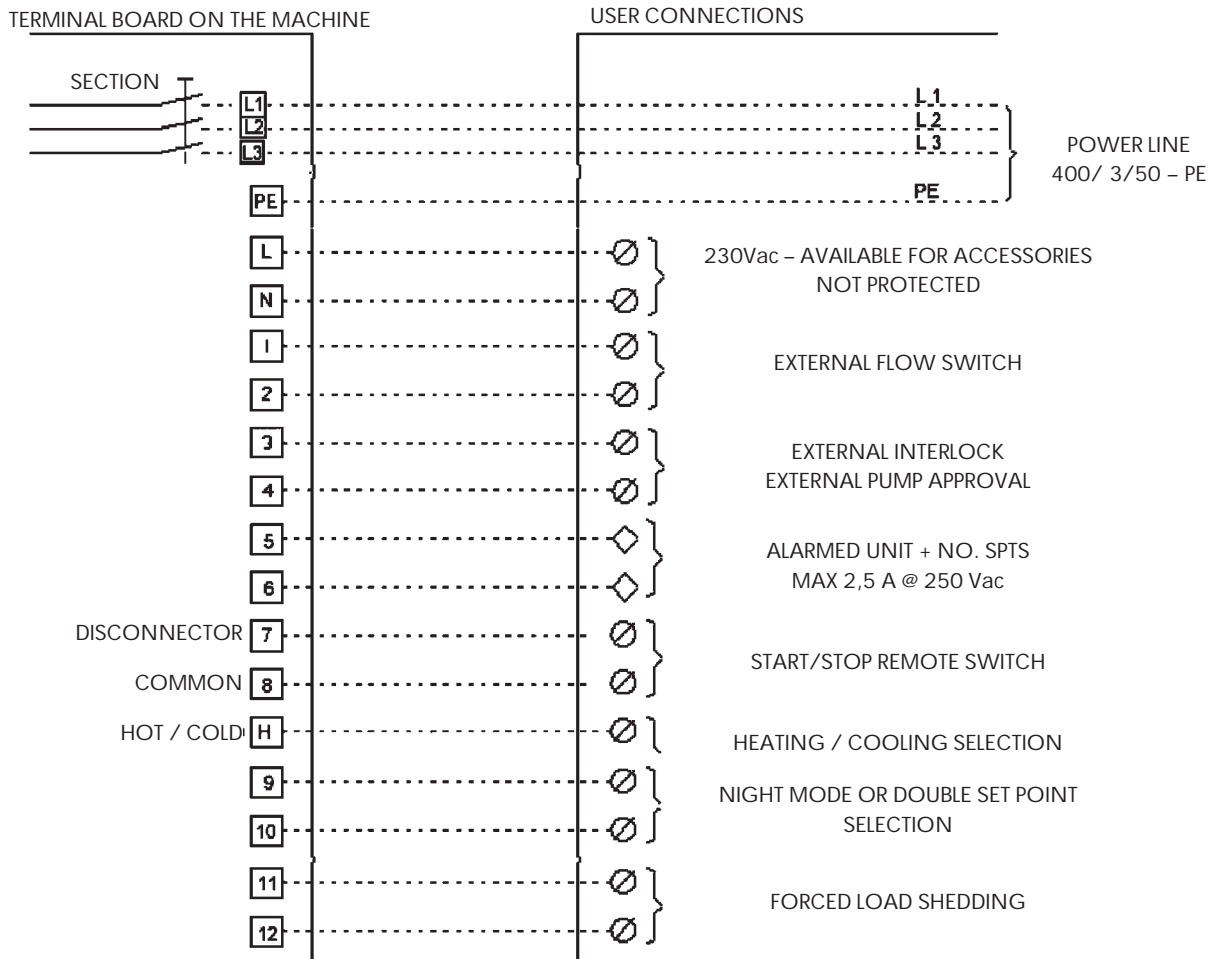 TERMINAL BOARD ON THE MACHINE
USER CONNECTIONS
SECTION
L1
L 1
L2
L 2
L3
L 3
POWER LINE
400/ 3/50 – PE
PE
PE
L
230Vac – AVAILABLE FOR ACCESSORIES
NOT PROTECTED
N
I
EXTERNAL FLOW SWITCH
2
3
EXTERNAL INTERLOCK
EXTERNAL PUMP APPROVAL
4
5
ALARMED UNIT + NO. SPTS
MAX 2,5 A @ 250 Vac
6
DISCONNECTOR 7
START/STOP REMOTE SWITCH
COMMON 8
HOT / COLD H
HEATING / COOLING SELECTION
9
NIGHT MODE OR DOUBLE SET POINT
SELECTION
10
11
FORCED LOAD SHEDDING
12